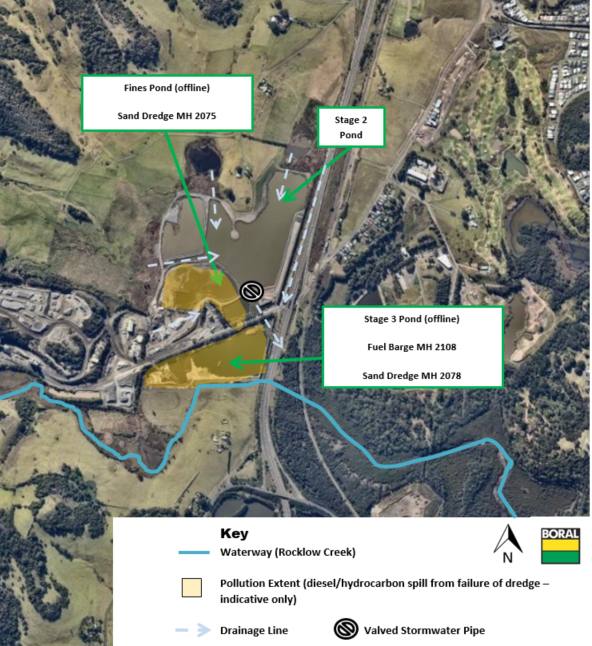 Fines Pond (offline)
Sand Dredge MH 2075
Stage 2
Pond
Stage 3 Pond (offline)
Fuel Barge MH 2108
Sand Dredge MH 2078
Key
Waterway (Rocklow Creek)
N
BORAL
Pollution Extent (diesel/hydrocarbon spill from failure of dredge –
indicative only)
Drainage Line
Valved Stormwater Pipe